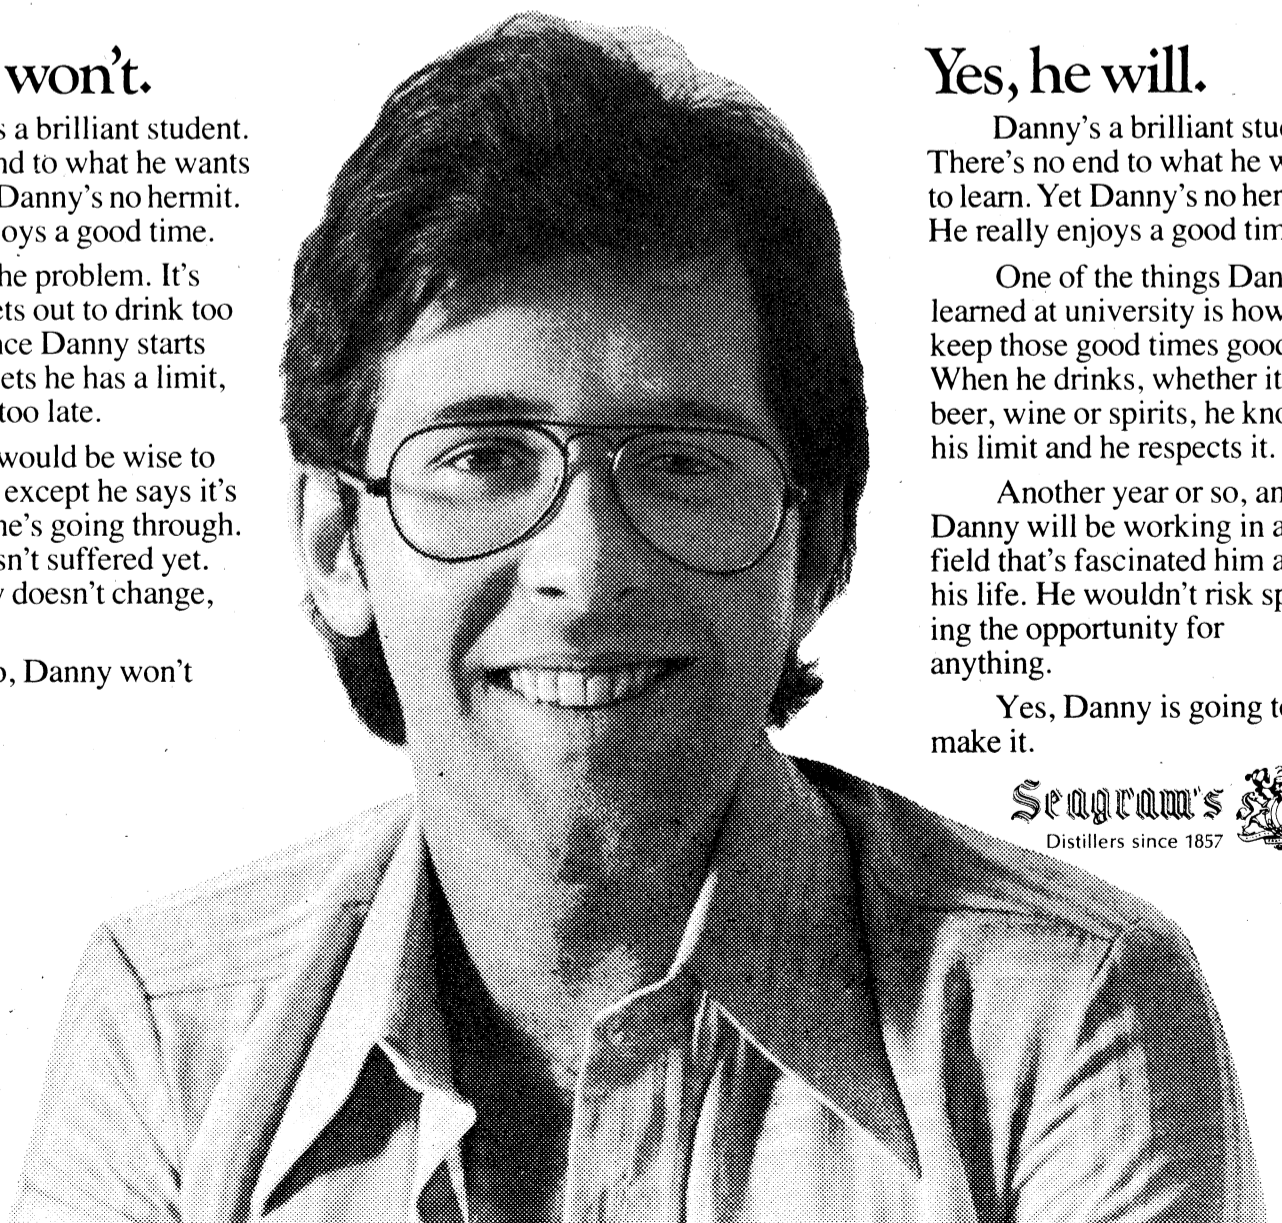 won't.
s a brilliant student.
nd to what he wants
Danny's no hermit.
oys a good time.
he problem. It's
ets out to drink too
nce Danny starts
ets he has a limit,
too late.
would be wise to
except he says it's
he's going through.
sn't suffered yet.
y doesn't change,
o, Danny won't
Yes, he will.
Danny's a brilliant stu
There's no end to what he w
to learn. Yet Danny's no her
He really enjoys a good tim
One of the things Dan
learned at university is how
keep those good times good
When he drinks, whether it
beer, wine or spirits, he kno
his limit and he respects it.
Another year or so, an
Danny will be working in a
field that's fascinated him a
his life. He wouldn't risk sp
ing the opportunity for
anything.
Yes, Danny is going to
make it.
Seagram's
Distillers since 1857